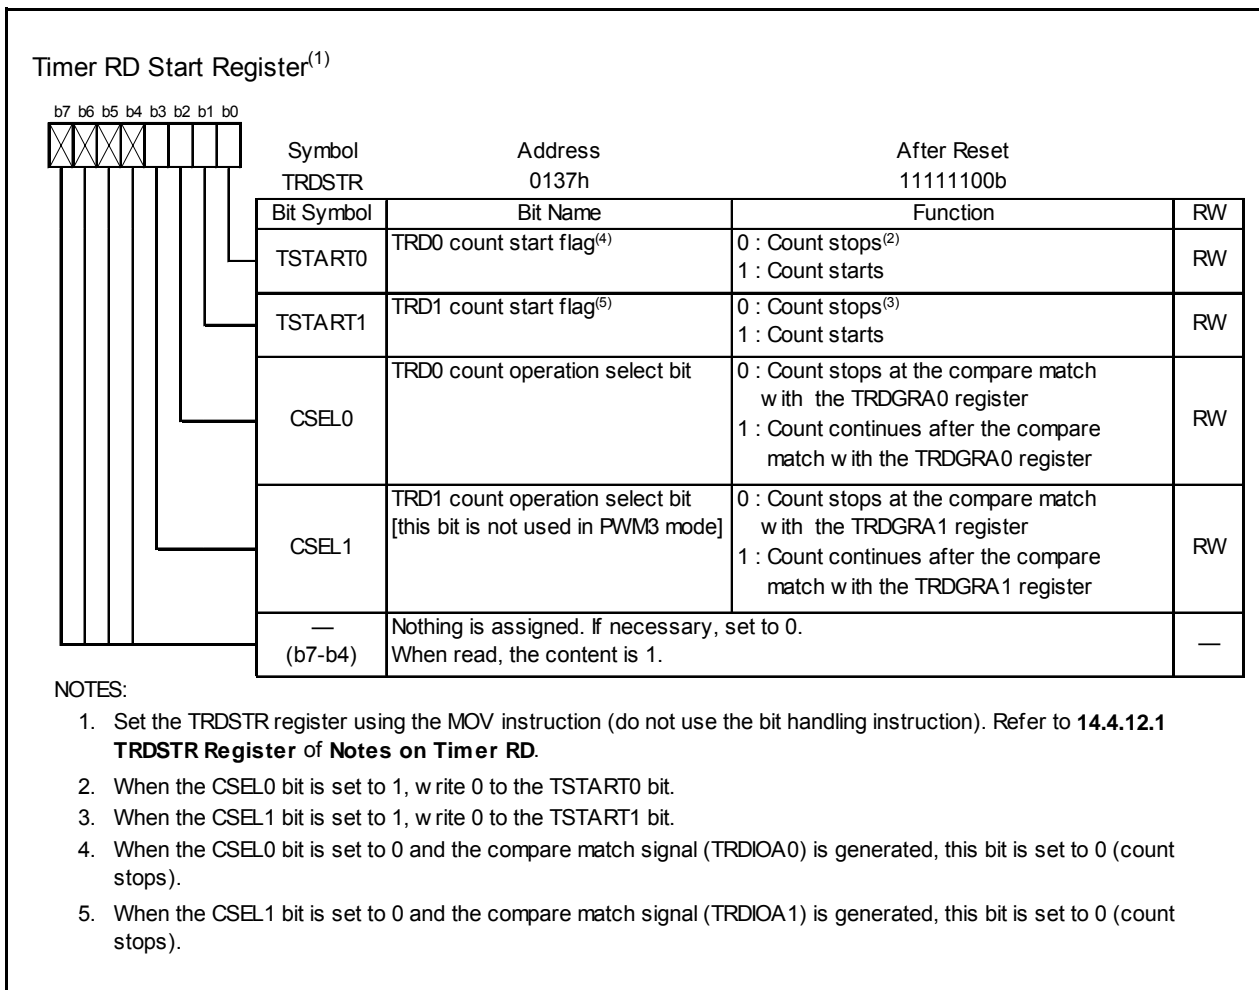 Timer RD Start Register(1)
b7 b6 b5 b4 b3 b2 b1 b0
Symbol Address After Reset
TRDSTR 0137h 11111100b
Bit Symbol Bit Name Function RW
TSTART0 TRD0 count start flag(4) 0 : Count stops(2) RW
1 : Count starts
TSTART1 TRD1 count start flag(5) 0 : Count stops(3) RW
1 : Count starts
CSEL0 TRD0 count operation select bit 0 : Count stops at the compare match RW
with the TRDGRA0 register
1 : Count continues after the compare
match with the TRDGRA0 register
CSEL1 TRD1 count operation select bit 0 : Count stops at the compare match RW
[this bit is not used in PWM3 mode] with the TRDGRA1 register
1 : Count continues after the compare
match with the TRDGRA1 register
— Nothing is assigned. If necessary, set to 0. —
(b7-b4) When read, the content is 1.
NOTES:
1. Set the TRDSTR register using the MOV instruction (do not use the bit handling instruction). Refer to 14.4.12.1
TRDSTR Register of Notes on Timer RD.
2. When the CSEL0 bit is set to 1, write 0 to the TSTART0 bit.
3. When the CSEL1 bit is set to 1, write 0 to the TSTART1 bit.
4. When the CSEL0 bit is set to 0 and the compare match signal (TRDIOA0) is generated, this bit is set to 0 (count
stops).
5. When the CSEL1 bit is set to 0 and the compare match signal (TRDIOA1) is generated, this bit is set to 0 (count
stops).